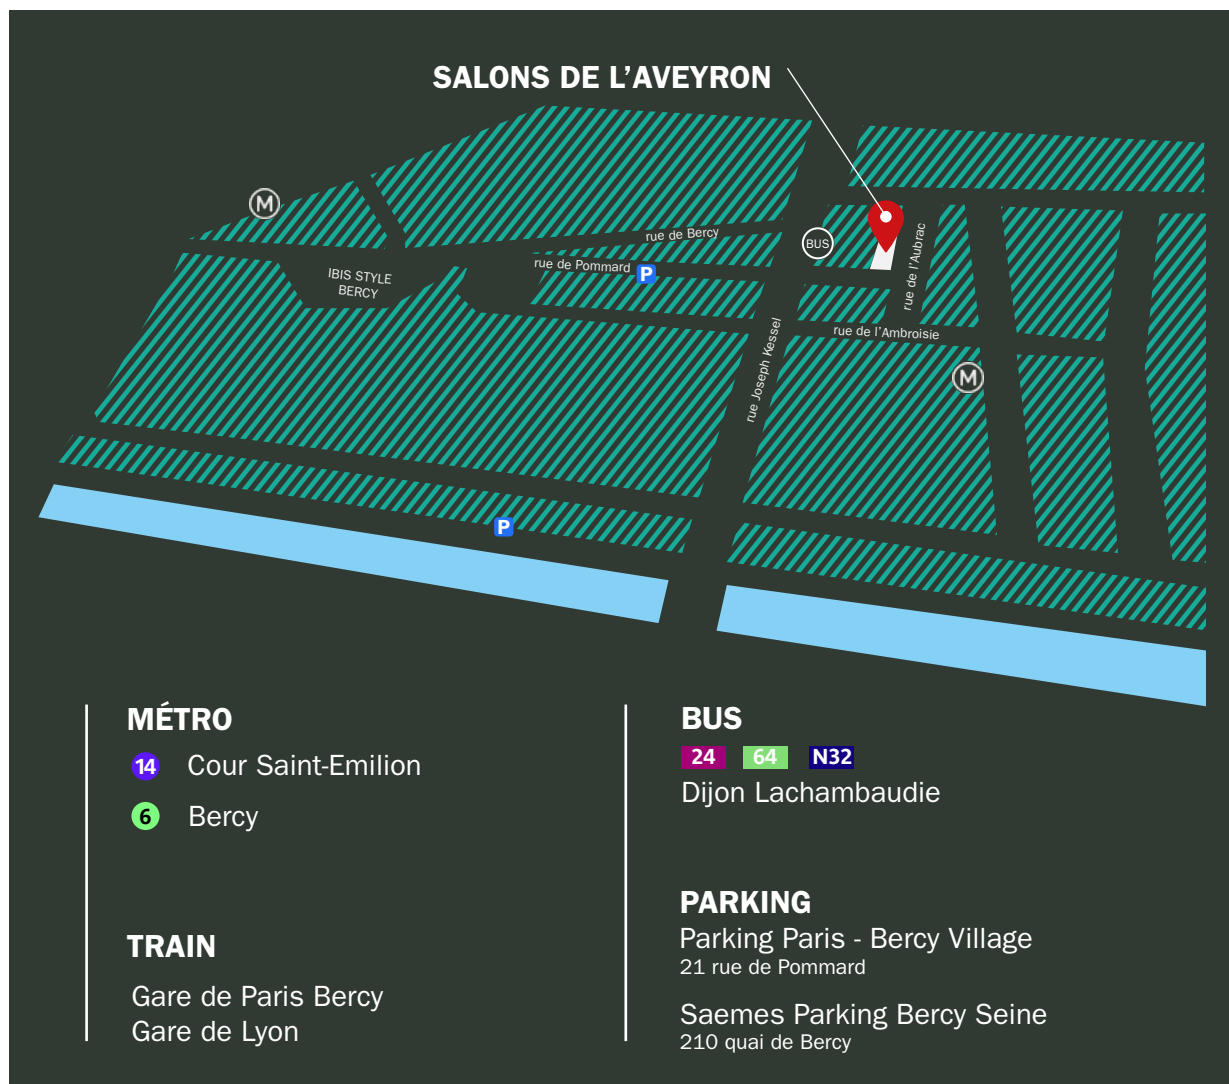 SALONS DE L'AVEYRON
M
rue de Bercy
BUS
rue de l'Aubrac
rue de Pommard
P
IBIS STYLE
BERCY
rue de l'Ambroisie
rue Joseph Kessel
M
P
MÉTRO
14 Cour Saint-Emilion
6 Bercy
TRAIN
Gare de Paris Bercy
Gare de Lyon
BUS
24 64 N32
Dijon Lachambaudie
PARKING
Parking Paris - Bercy Village
21 rue de Pommard
Saemes Parking Bercy Seine
210 quai de Bercy